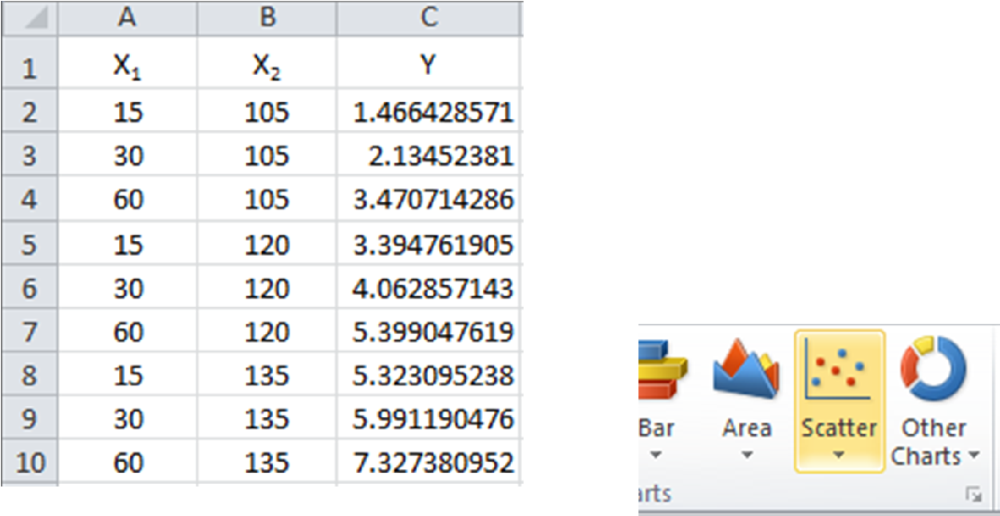 A B C
1 X₁ X₂ Y
2 15 105 1.466428571
3 30 105 2.13452381
4 60 105 3.470714286
5 15 120 3.394761905
6 30 120 4.062857143
7 60 120 5.399047619
8 15 135 5.323095238
9 30 135 5.991190476
10 60 135 7.327380952
Bar Area Scatter Other
Charts
arts